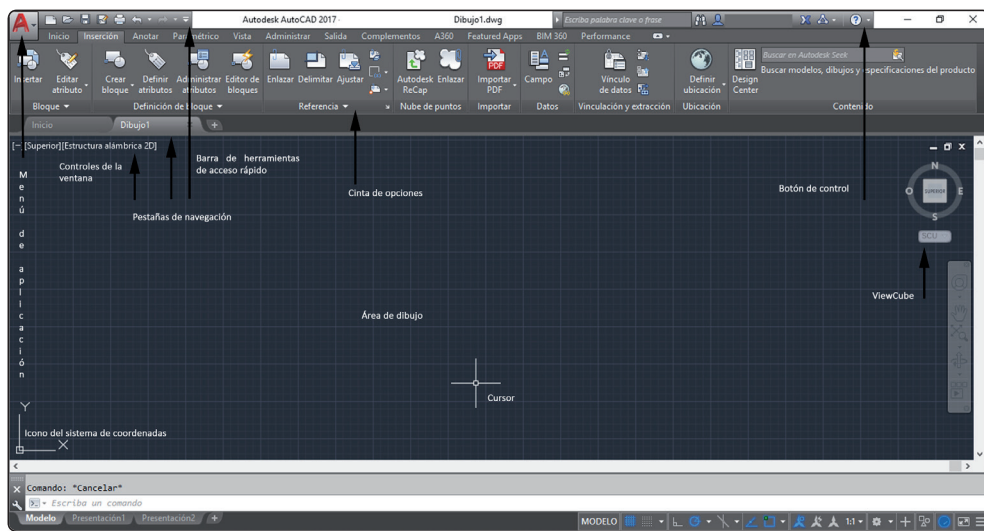 Autodesk AutoCAD 2017 - Dibujo1.dwg Escriba palabra clave o frase
Inicio Inserción Anotar Paramétrico Vista Administrar Salida Complementos A360 Featured Apps BIM 360 Performance
Insertar Editar atributo Crear bloque Definir atributos Administrar atributos Editor de bloques Enlazar Delimitar Ajustar Autodesk ReCap Enlazar Importar PDF Campo Vínculo de datos Definir ubicación Design Center
Buscar en Autodesk Seek
Buscar modelos, dibujos y especificaciones del producto
Bloque Definición de bloque Referencia Nube de puntos Importar Datos Vinculación y extracción Ubicación Contenido
Inicio Dibujo1
[−][Superior][Estructura alámbrica 2D]
Menú de aplicación
Controles de la
ventana
Barra de herramientas
de acceso rápido
Pestañas de navegación
Cinta de opciones
Botón de control
N
O SUPERIOR E
S
SCU
ViewCube
Área de dibujo
Cursor
Y
Icono del sistema de coordenadas
X
Comando: *Cancelar*
Escriba un comando
Modelo Presentación1 Presentación2 +
MODELO 1:1